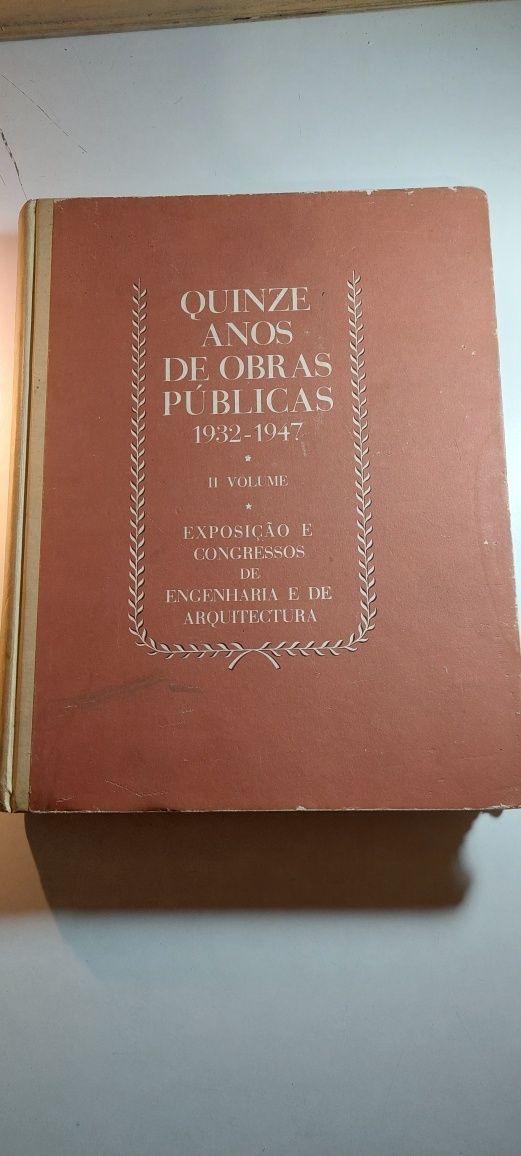 QUINZE
ANOS
DE OBRAS
PÚBLICAS
1932-1947
II VOLUME
EXPOSIÇÃO E
CONGRESSOS
DE
ENGENHARIA E DE
ARQUITECTURA